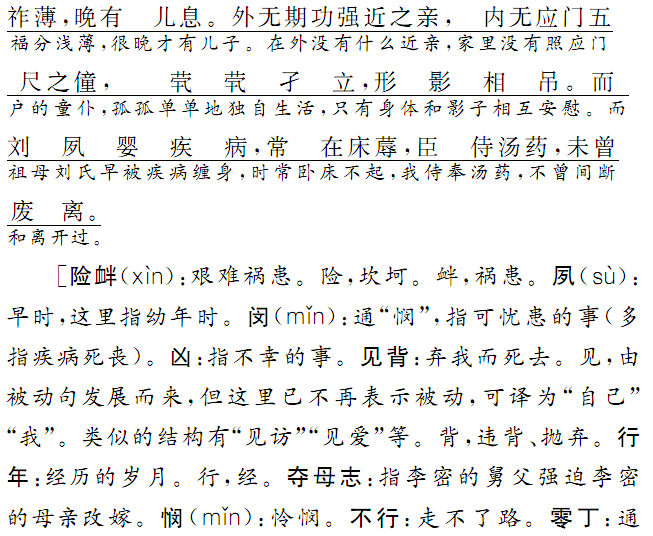 祚薄,晚有 儿息。外无期功强近之亲, 内无应门五
福分浅薄,很晚才有儿子。在外没有什么近亲,家里没有照应门
尺之僮, 茕 茕 孑 立,形 影 相 吊。而
户的童仆,孤孤单单地独自生活,只有身体和影子相互安慰。而
刘 夙 婴 疾 病,常 在床蓐,臣 侍汤药,未曾
祖母刘氏早被疾病缠身,时常卧床不起,我侍奉汤药,不曾间断
废 离。
和离开过。
[险衅(xìn):艰难祸患。险,坎坷。衅,祸患。夙(sù):
早时,这里指幼年时。闵(mǐn):通“悯”,指可忧患的事(多
指疾病死丧)。凶:指不幸的事。见背:弃我而死去。见,由
被动句发展而来,但这里已不再表示被动,可译为“自己”
“我”。类似的结构有“见访”“见爱”等。背,违背、抛弃。行
年:经历的岁月。行,经。夺母志:指李密的舅父强迫李密
的母亲改嫁。悯(mǐn):怜悯。不行:走不了路。零丁:通